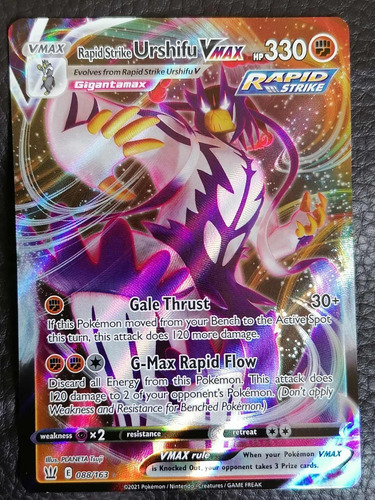 VMAX Rapid Strike Urshifu VMAX HP 330
Evolves from Rapid Strike Urshifu V
Gigantamax
RAPID
STRIKE
Gale Thrust 30+
If this Pokémon moved from your Bench to the Active Spot
this turn, this attack does 120 more damage.
G-Max Rapid Flow
Discard all Energy from this Pokémon. This attack does
120 damage to 2 of your opponent's Pokémon. (Don't apply
Weakness and Resistance for Benched Pokémon.)
weakness ×2 resistance retreat
Illus. PLANETA Tsuji
VMAX rule When your Pokémon VMAX
is Knocked Out, your opponent takes 3 Prize cards.
E 088/163
©2021 Pokémon / Nintendo / Creatures / GAME FREAK